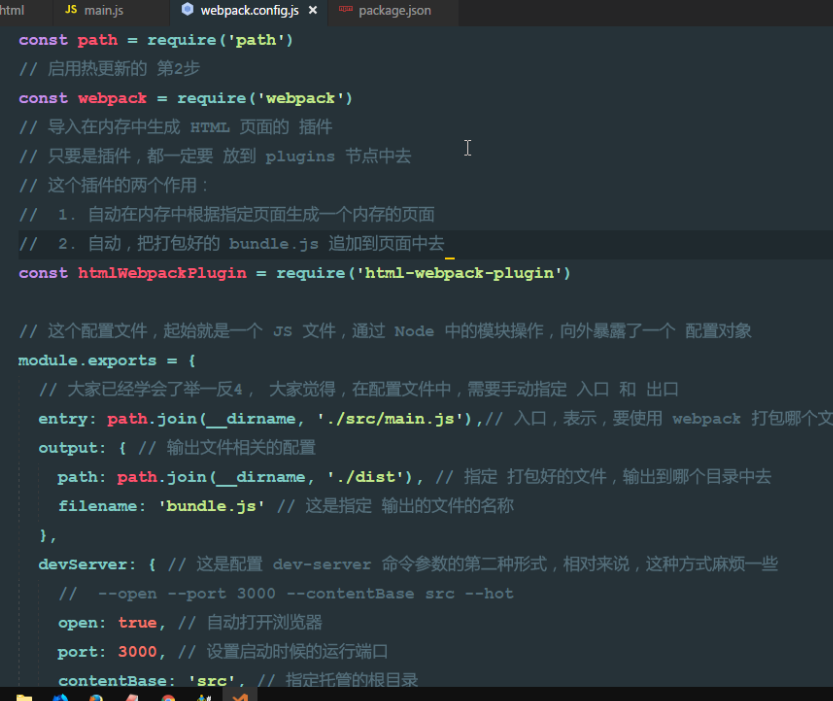 html main.js webpack.config.js × package.json
const path = require('path')
// 启用热更新的 第2步
const webpack = require('webpack')
// 导入在内存中生成 HTML 页面的 插件
// 只要是插件，都一定要 放到 plugins 节点中去
// 这个插件的两个作用：
//  1. 自动在内存中根据指定页面生成一个内存的页面
//  2. 自动，把打包好的 bundle.js 追加到页面中去
const htmlWebpackPlugin = require('html-webpack-plugin')
// 这个配置文件，起始就是一个 JS 文件，通过 Node 中的模块操作，向外暴露了一个 配置对象
module.exports = {
  // 大家已经学会了举一反4， 大家觉得，在配置文件中，需要手动指定 入口 和 出口
  entry: path.join(__dirname, './src/main.js'),// 入口，表示，要使用 webpack 打包哪个文
  output: { // 输出文件相关的配置
    path: path.join(__dirname, './dist'), // 指定 打包好的文件，输出到哪个目录中去
    filename: 'bundle.js' // 这是指定 输出的文件的名称
  },
  devServer: { // 这是配置 dev-server 命令参数的第二种形式，相对来说，这种方式麻烦一些
    //  --open --port 3000 --contentBase src --hot
    open: true, // 自动打开浏览器
    port: 3000, // 设置启动时候的运行端口
    contentBase: 'src', // 指定托管的根目录